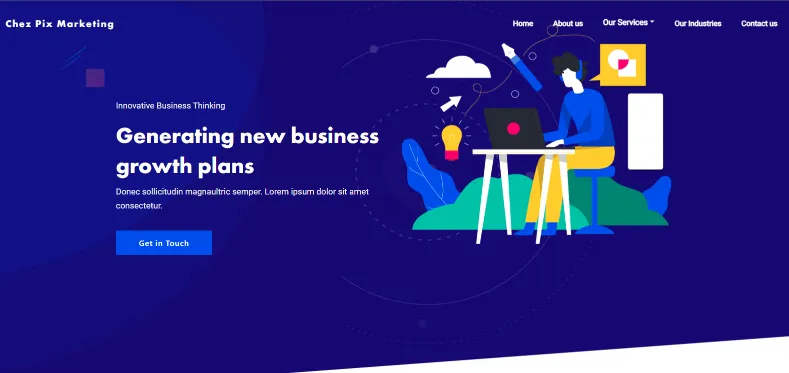 Chez Pix Marketing
Home About us Our Services Our Industries Contact us
Innovative Business Thinking
Generating new business
growth plans
Donec sollicitudin magnaultric semper. Lorem ipsum dolor sit amet
consectetur.
Get in Touch